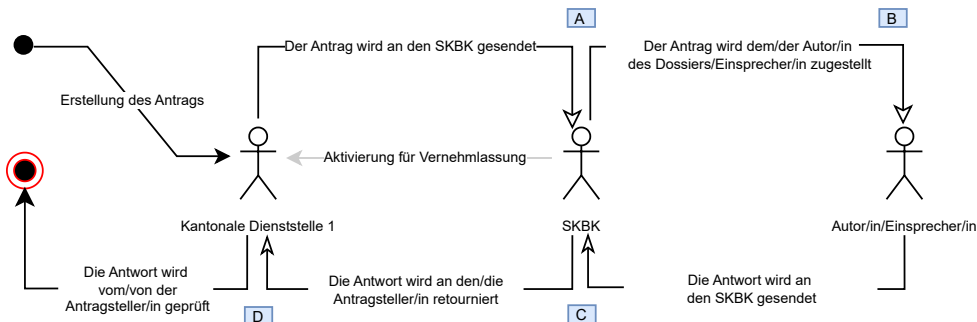 A
B
Der Antrag wird an den SKBK gesendet
Der Antrag wird dem/der Autor/in
des Dossiers/Einsprecher/in zugestellt
Erstellung des Antrags
Aktivierung für Vernehmlassung
Kantonale Dienststelle 1
SKBK
Autor/in/Einsprecher/in
Die Antwort wird
vom/von der
Antragsteller/in geprüft
Die Antwort wird an den/die
Antragsteller/in retourniert
Die Antwort wird an
den SKBK gesendet
D
C